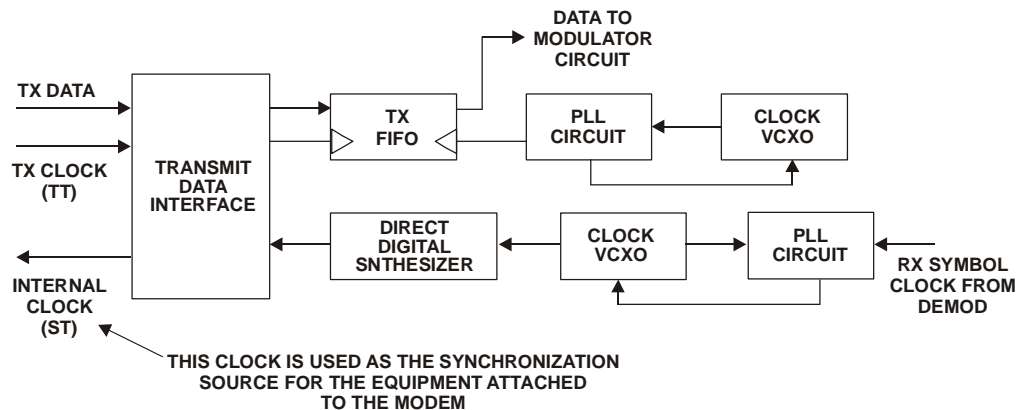 DATA TO
MODULATOR
CIRCUIT
TX DATA
TX CLOCK
(TT)
TRANSMIT
DATA
INTERFACE
TX
FIFO
PLL
CIRCUIT
CLOCK
VCXO
DIRECT
DIGITAL
SNTHESIZER
CLOCK
VCXO
PLL
CIRCUIT
RX SYMBOL
CLOCK FROM
DEMOD
INTERNAL
CLOCK
(ST)
THIS CLOCK IS USED AS THE SYNCHRONIZATION
SOURCE FOR THE EQUIPMENT ATTACHED
TO THE MODEM